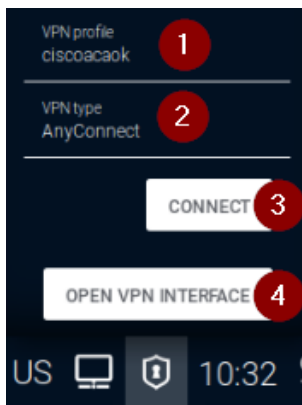 VPN profile
ciscoacaok
1
VPN type
AnyConnect
2
CONNECT
3
OPEN VPN INTERFACE
4
US
10:32